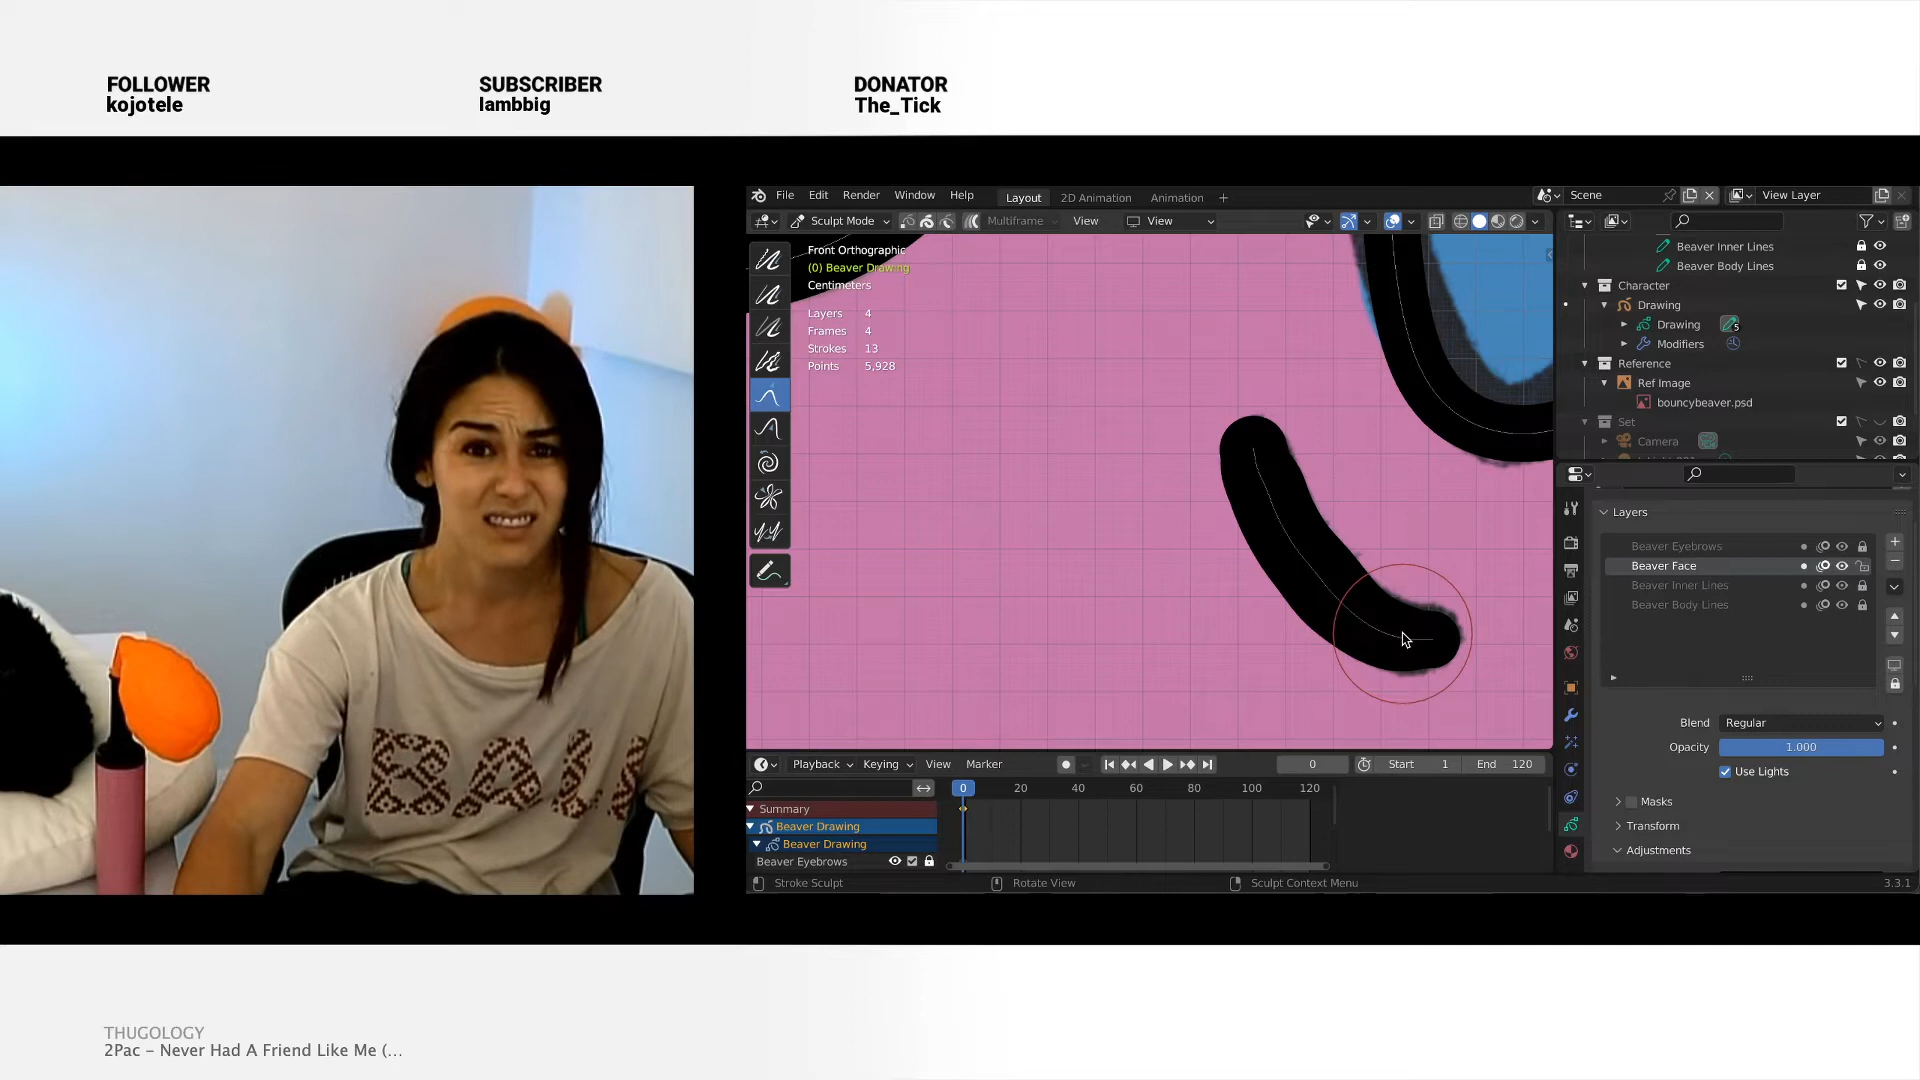 FOLLOWER
kojotele
SUBSCRIBER
lambbig
DONATOR
The_Tick
File Edit Render Window Help Layout 2D Animation Animation + Scene View Layer
Sculpt Mode Multiframe View View
Front Orthographic
(0) Beaver Drawing
Centimeters
Layers 4
Frames 4
Strokes 13
Points 5,928
Beaver Inner Lines
Beaver Body Lines
Character
Drawing
Drawing 5
Modifiers
Reference
Ref Image
bouncybeaver.psd
Set
Camera
Layers
Beaver Eyebrows
Beaver Face
Beaver Inner Lines
Beaver Body Lines
Blend Regular
Opacity 1.000
Use Lights
Masks
Transform
Adjustments
BALI
Playback Keying View Marker 0 Start 1 End 120
0 20 40 60 80 100 120
Summary
Beaver Drawing
Beaver Drawing
Beaver Eyebrows
Stroke Sculpt Rotate View Sculpt Context Menu 3.3.1
THUGOLOGY
2Pac - Never Had A Friend Like Me (...